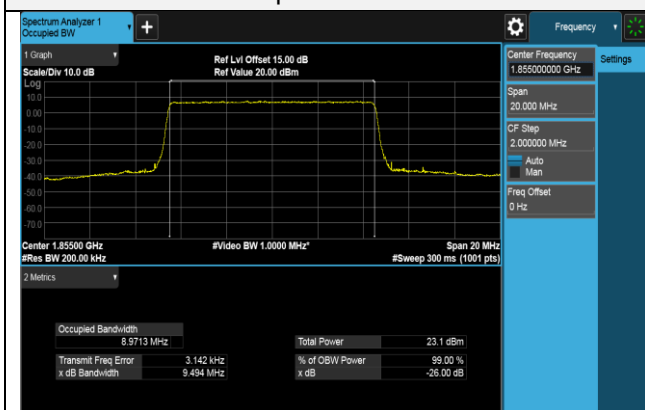 Spectrum Analyzer 1
Occupied BW
+
Frequency
1 Graph
Scale/Div 10.0 dB
Ref Lvl Offset 15.00 dB
Ref Value 20.00 dBm
Log
10.0
0.00
-10.0
-20.0
-30.0
-40.0
-50.0
-60.0
-70.0
Center 1.85500 GHz
#Video BW 1.0000 MHz*
Span 20 MHz
#Res BW 200.00 kHz
#Sweep 300 ms (1001 pts)
Center Frequency
1.855000000 GHz
Settings
Span
20.000 MHz
CF Step
2.000000 MHz
Auto
Man
Freq Offset
0 Hz
2 Metrics
Occupied Bandwidth
8.9713 MHz
Total Power 23.1 dBm
Transmit Freq Error 3.142 kHz
% of OBW Power 99.00 %
x dB Bandwidth 9.494 MHz
x dB -26.00 dB